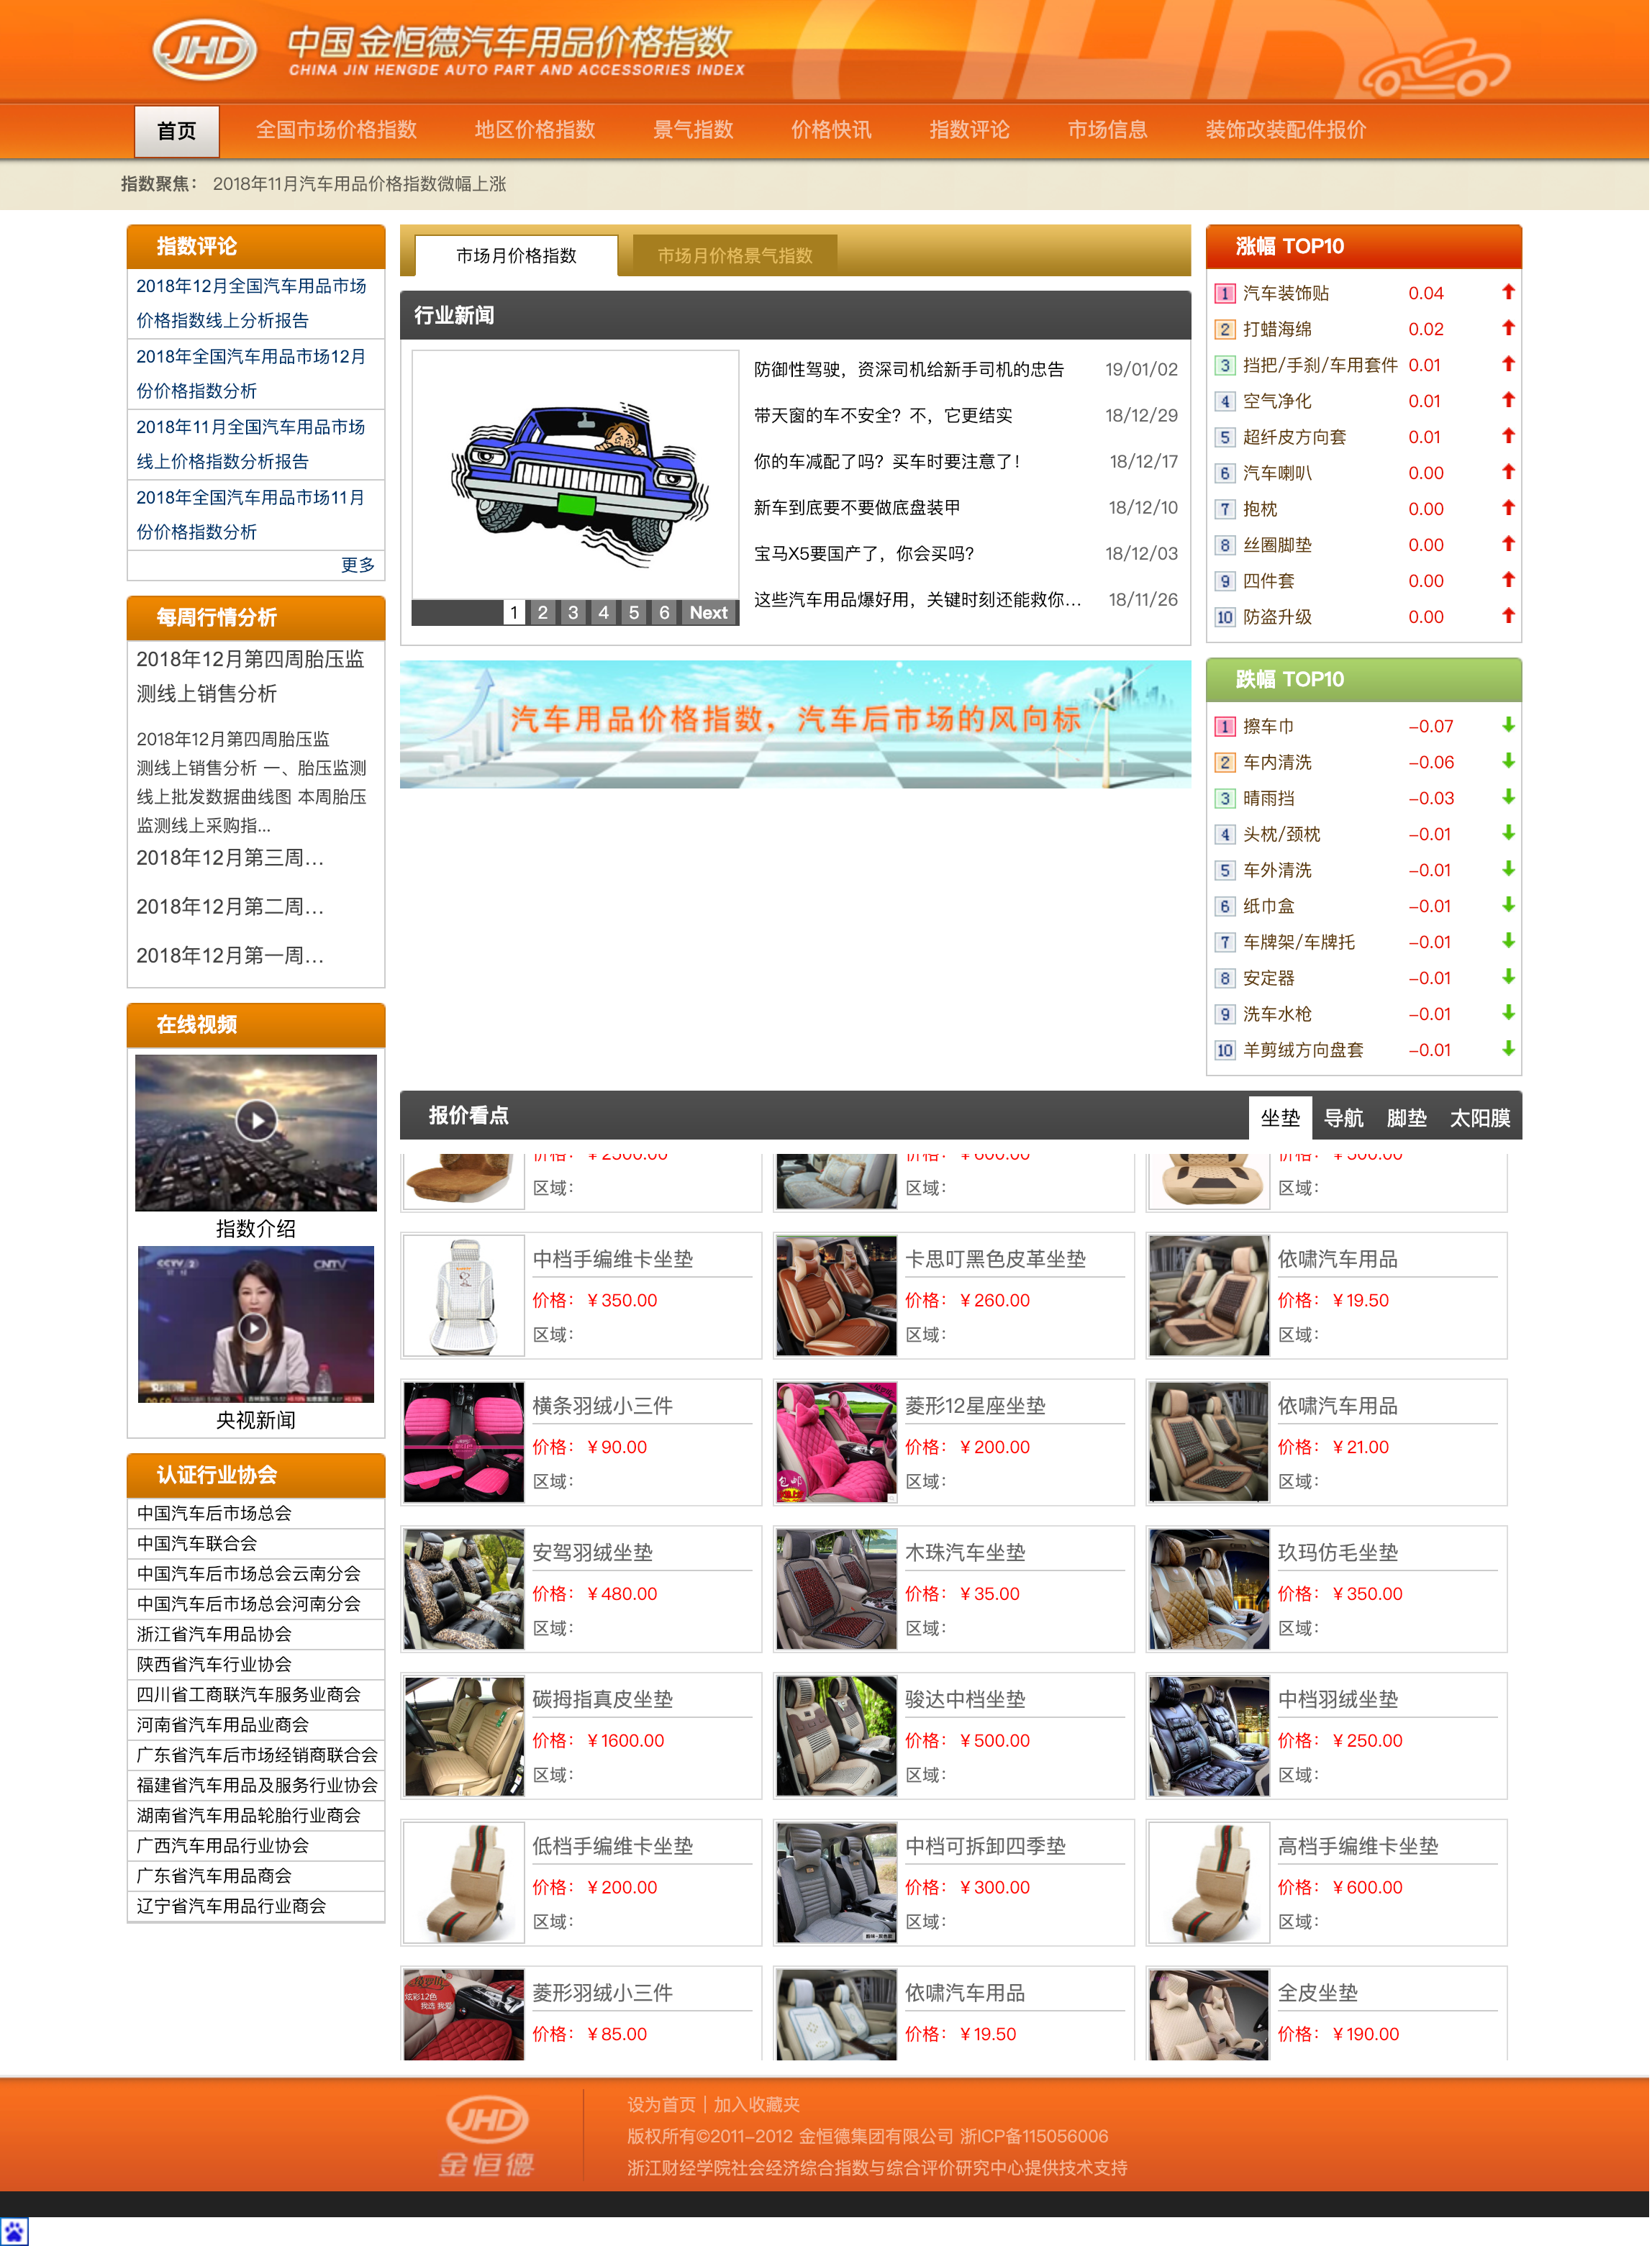 JHD 中国金恒德汽车用品价格指数
CHINA JIN HENGDE AUTO PART AND ACCESSORIES INDEX
首页 全国市场价格指数 地区价格指数 景气指数 价格快讯 指数评论 市场信息 装饰改装配件报价
指数聚焦： 2018年11月汽车用品价格指数微幅上涨
指数评论
2018年12月全国汽车用品市场
价格指数线上分析报告
2018年全国汽车用品市场12月
份价格指数分析
2018年11月全国汽车用品市场
线上价格指数分析报告
2018年全国汽车用品市场11月
份价格指数分析
更多
每周行情分析
2018年12月第四周胎压监
测线上销售分析
2018年12月第四周胎压监
测线上销售分析 一、胎压监测
线上批发数据曲线图 本周胎压
监测线上采购指...
2018年12月第三周...
2018年12月第二周...
2018年12月第一周...
在线视频
指数介绍
CCTV 2 CNTV
央视新闻
认证行业协会
中国汽车后市场总会
中国汽车联合会
中国汽车后市场总会云南分会
中国汽车后市场总会河南分会
浙江省汽车用品协会
陕西省汽车行业协会
四川省工商联汽车服务业商会
河南省汽车用品业商会
广东省汽车后市场经销商联合会
福建省汽车用品及服务行业协会
湖南省汽车用品轮胎行业商会
广西汽车用品行业协会
广东省汽车用品商会
辽宁省汽车用品行业商会
市场月价格指数 市场月价格景气指数
行业新闻
防御性驾驶，资深司机给新手司机的忠告 19/01/02
带天窗的车不安全？不，它更结实 18/12/29
你的车减配了吗？买车时要注意了！ 18/12/17
新车到底要不要做底盘装甲 18/12/10
宝马X5要国产了，你会买吗？ 18/12/03
这些汽车用品爆好用，关键时刻还能救你... 18/11/26
1 2 3 4 5 6 Next
汽车用品价格指数，汽车后市场的风向标
涨幅 TOP10
1 汽车装饰贴 0.04
2 打蜡海绵 0.02
3 挡把/手刹/车用套件 0.01
4 空气净化 0.01
5 超纤皮方向套 0.01
6 汽车喇叭 0.00
7 抱枕 0.00
8 丝圈脚垫 0.00
9 四件套 0.00
10 防盗升级 0.00
跌幅 TOP10
1 擦车巾 -0.07
2 车内清洗 -0.06
3 晴雨挡 -0.03
4 头枕/颈枕 -0.01
5 车外清洗 -0.01
6 纸巾盒 -0.01
7 车牌架/车牌托 -0.01
8 安定器 -0.01
9 洗车水枪 -0.01
10 羊剪绒方向盘套 -0.01
报价看点 坐垫 导航 脚垫 太阳膜
价格：￥2500.00 价格：￥600.00 价格：￥500.00
区域： 区域： 区域：
中档手编维卡坐垫 卡思叮黑色皮革坐垫 依啸汽车用品
价格：￥350.00 价格：￥260.00 价格：￥19.50
区域： 区域： 区域：
横条羽绒小三件 菱形12星座坐垫 依啸汽车用品
价格：￥90.00 价格：￥200.00 价格：￥21.00
区域： 区域： 区域：
包邮
安驾羽绒坐垫 木珠汽车坐垫 玖玛仿毛坐垫
价格：￥480.00 价格：￥35.00 价格：￥350.00
区域： 区域： 区域：
碳拇指真皮坐垫 骏达中档坐垫 中档羽绒坐垫
价格：￥1600.00 价格：￥500.00 价格：￥250.00
区域： 区域： 区域：
低档手编维卡坐垫 中档可拆卸四季垫 高档手编维卡坐垫
价格：￥200.00 价格：￥300.00 价格：￥600.00
区域： 区域： 区域：
菱形羽绒小三件 依啸汽车用品 全皮坐垫
价格：￥85.00 价格：￥19.50 价格：￥190.00
炫彩12色
我选 我爱
JHD
金恒德
设为首页 | 加入收藏夹
版权所有©2011-2012 金恒德集团有限公司 浙ICP备115056006
浙江财经学院社会经济综合指数与综合评价研究中心提供技术支持